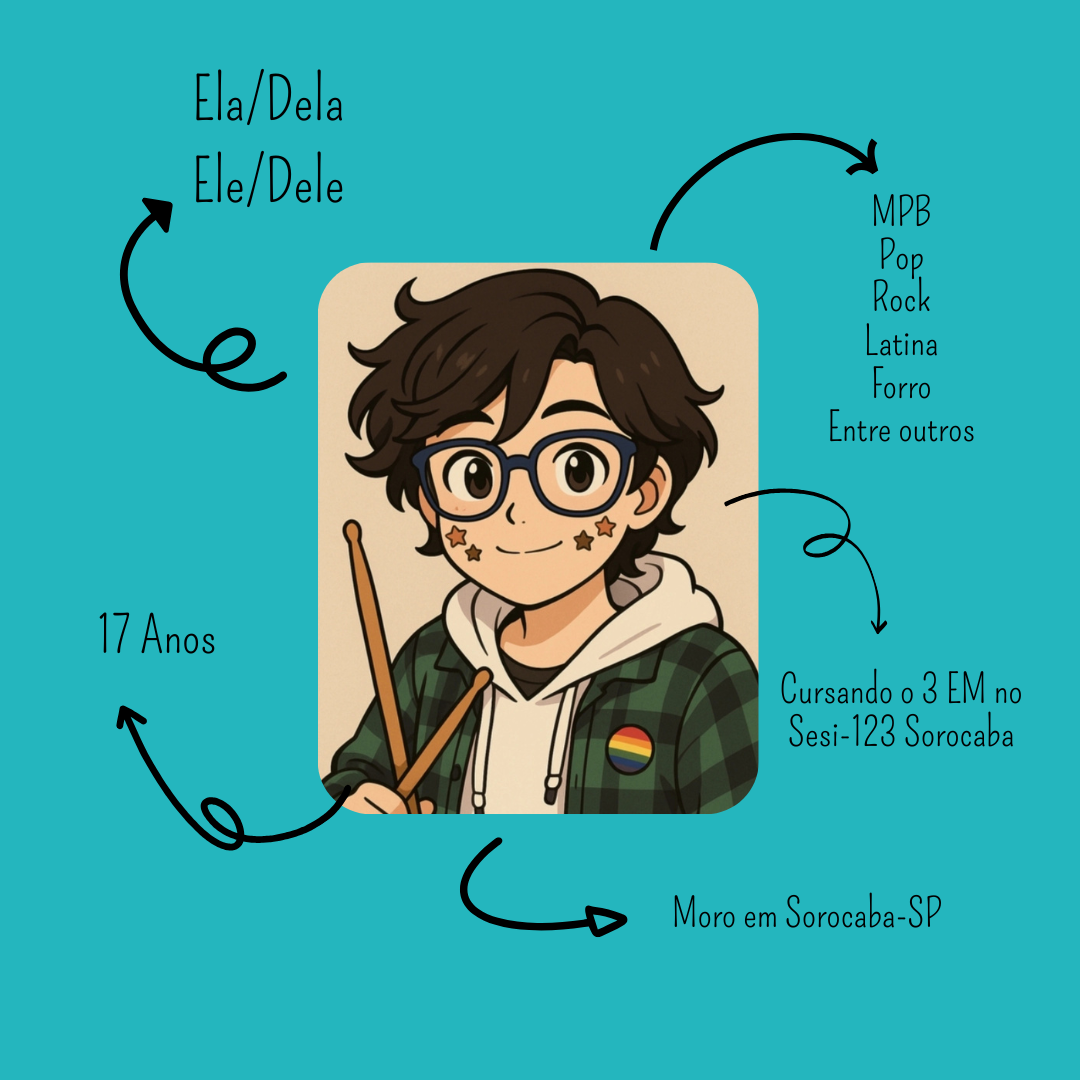 Ela/Dela
Ele/Dele
MPB
Pop
Rock
Latina
Forro
Entre outros
17 Anos
Cursando o 3 EM no
Sesi-123 Sorocaba
Moro em Sorocaba-SP